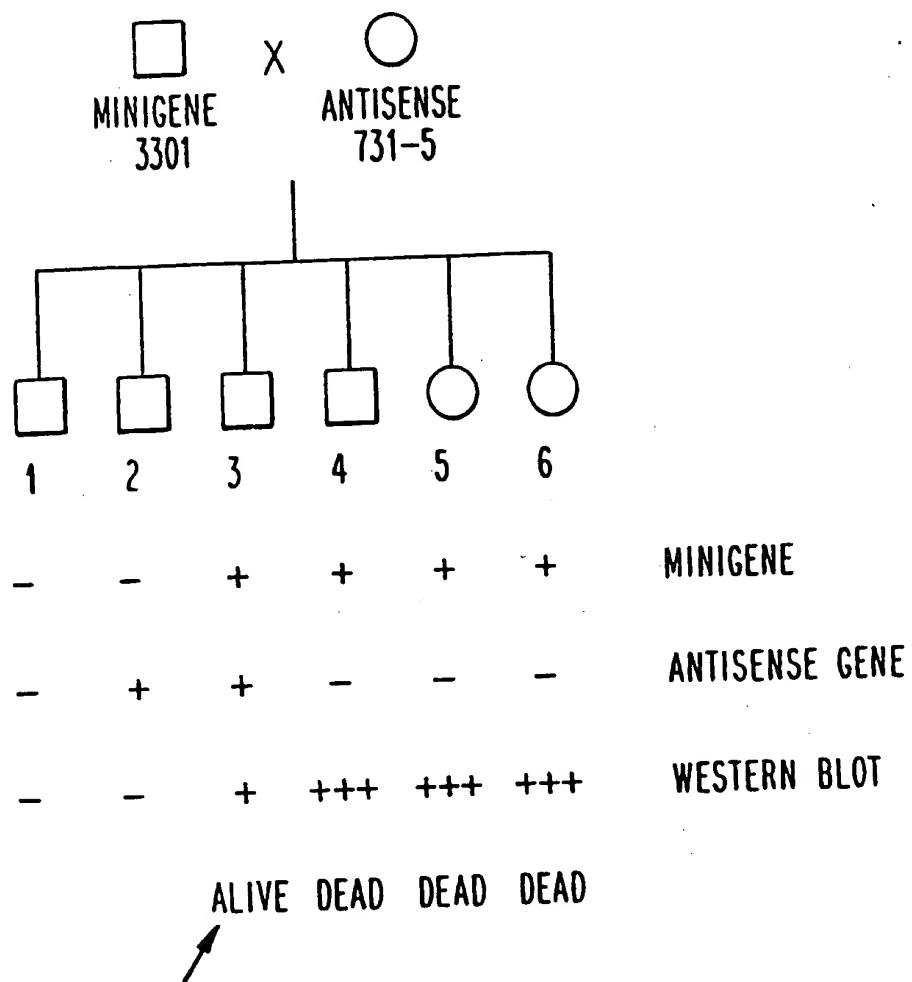 X
MINIGENE ANTISENSE
3301 731-5
1 2 3 4 5 6
- - + + + + MINIGENE
- + + - - - ANTISENSE GENE
- - + +++ +++ +++ WESTERN BLOT
ALIVE DEAD DEAD DEAD